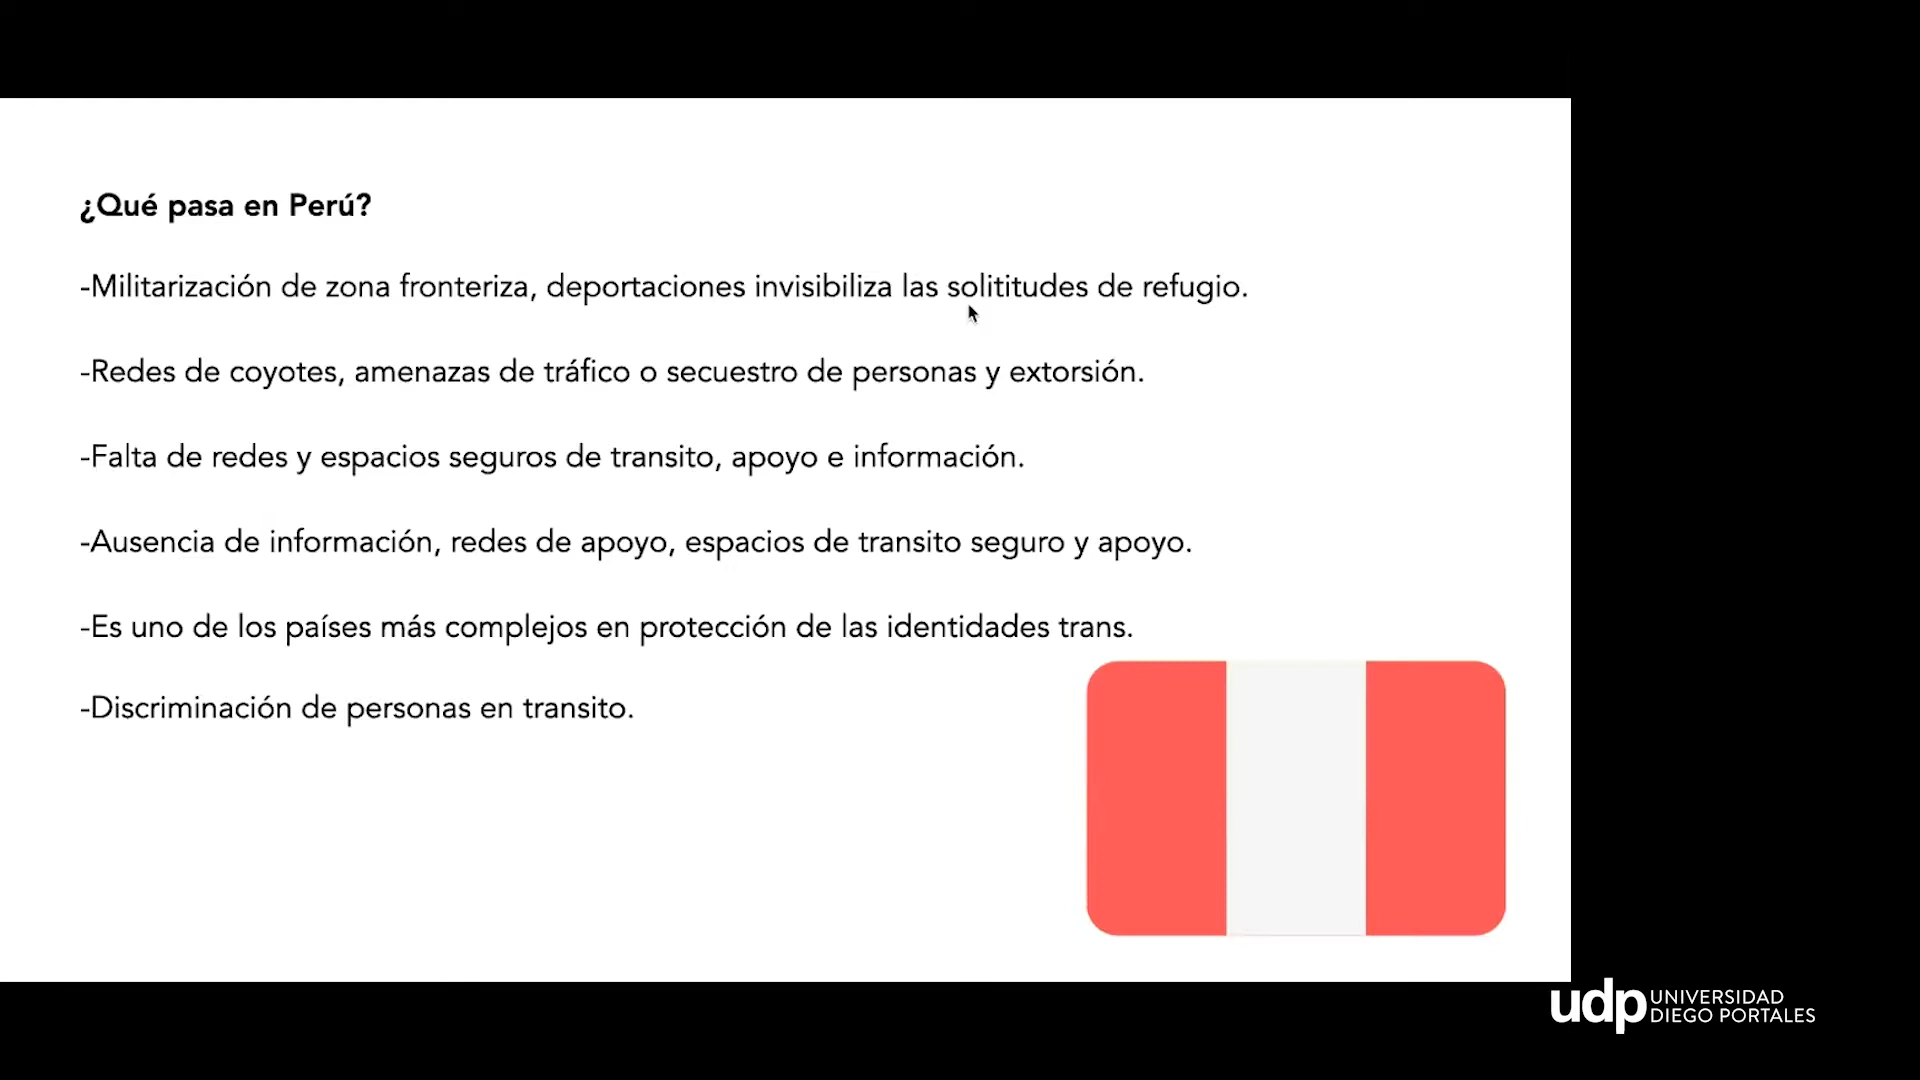 ¿Qué pasa en Perú?
-Militarización de zona fronteriza, deportaciones invisibiliza las solititudes de refugio.
-Redes de coyotes, amenazas de tráfico o secuestro de personas y extorsión.
-Falta de redes y espacios seguros de transito, apoyo e información.
-Ausencia de información, redes de apoyo, espacios de transito seguro y apoyo.
-Es uno de los países más complejos en protección de las identidades trans.
-Discriminación de personas en transito.
udp UNIVERSIDAD
DIEGO PORTALES